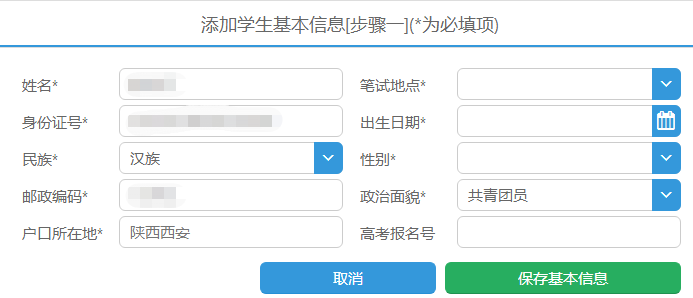 添加学生基本信息[步骤一](*为必填项)
姓名* 笔试地点*
身份证号* 出生日期*
民族* 汉族 性别*
邮政编码* 政治面貌* 共青团员
户口所在地* 陕西西安 高考报名号
取消 保存基本信息